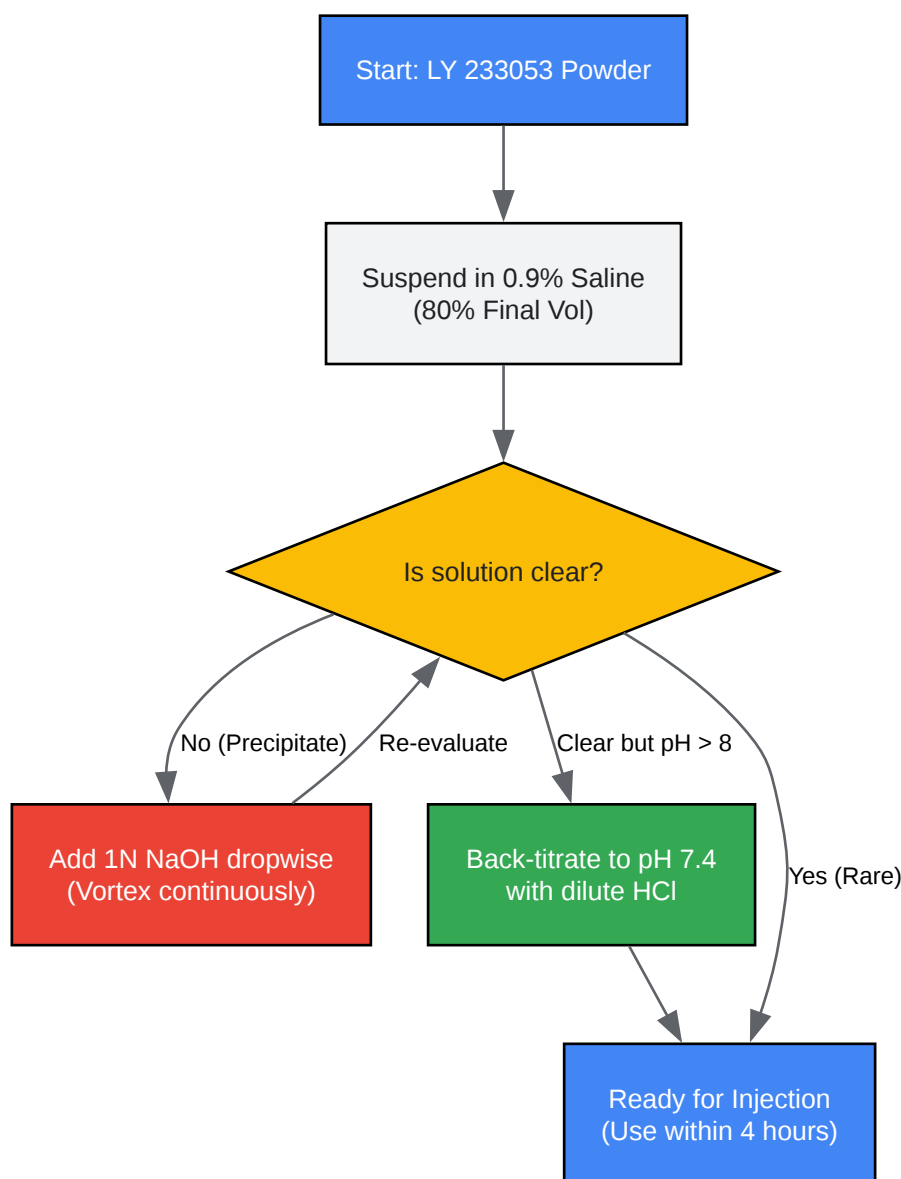 Start: LY 233053 Powder
Suspend in 0.9% Saline
(80% Final Vol)
Is solution clear?
No (Precipitate)
Re-evaluate
Clear but pH > 8
Add 1N NaOH dropwise
(Vortex continuously)
Back-titrate to pH 7.4
with dilute HCl
Yes (Rare)
Ready for Injection
(Use within 4 hours)